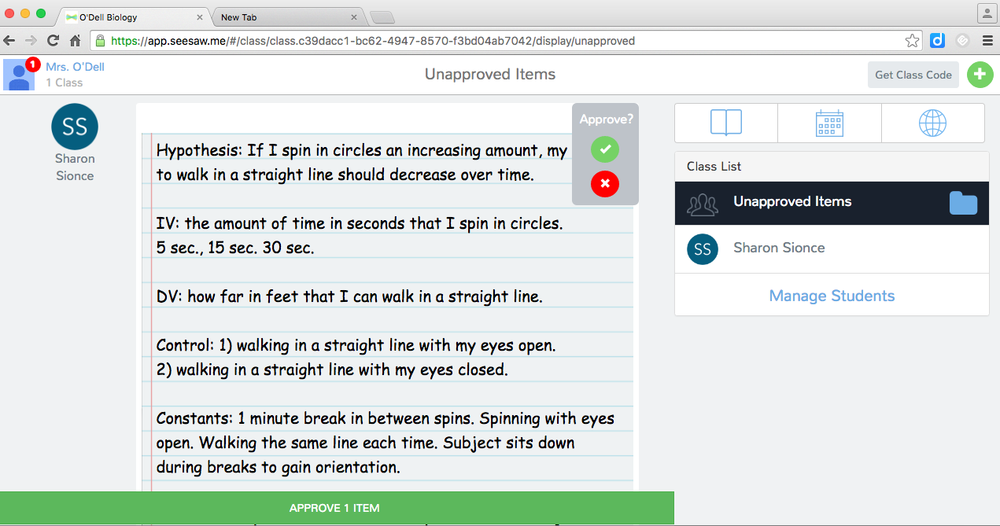 O'Dell Biology
New Tab
https://app.seesaw.me/#/class/class.c39dacc1-bc62-4947-8570-f3bd04ab7042/display/unapproved
1
Mrs. O'Dell
1 Class
Unapproved Items
Get Class Code
SS
Sharon
Sionce
Approve?
Hypothesis: If I spin in circles an increasing amount, my
to walk in a straight line should decrease over time.
IV: the amount of time in seconds that I spin in circles.
5 sec., 15 sec. 30 sec.
DV: how far in feet that I can walk in a straight line.
Control: 1) walking in a straight line with my eyes open.
2) walking in a straight line with my eyes closed.
Constants: 1 minute break in between spins. Spinning with eyes
open. Walking the same line each time. Subject sits down
during breaks to gain orientation.
APPROVE 1 ITEM
Class List
Unapproved Items
SS
Sharon Sionce
Manage Students